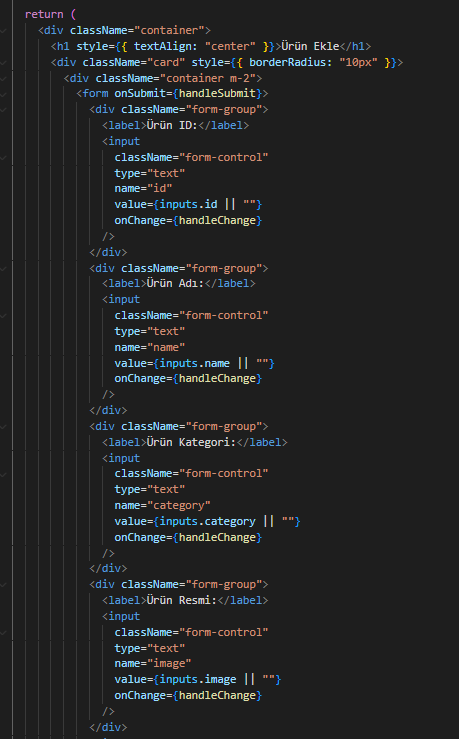 return (
<div className="container">
<h1 style={{ textAlign: "center" }}>Ürün Ekle</h1>
<div className="card" style={{ borderRadius: "10px" }}>
<div className="container m-2">
<form onSubmit={handleSubmit}>
<div className="form-group">
<label>Ürün ID:</label>
<input
className="form-control"
type="text"
name="id"
value={inputs.id || ""}
onChange={handleChange}
/>
</div>
<div className="form-group">
<label>Ürün Adı:</label>
<input
className="form-control"
type="text"
name="name"
value={inputs.name || ""}
onChange={handleChange}
/>
</div>
<div className="form-group">
<label>Ürün Kategori:</label>
<input
className="form-control"
type="text"
name="category"
value={inputs.category || ""}
onChange={handleChange}
/>
</div>
<div className="form-group">
<label>Ürün Resmi:</label>
<input
className="form-control"
type="text"
name="image"
value={inputs.image || ""}
onChange={handleChange}
/>
</div>